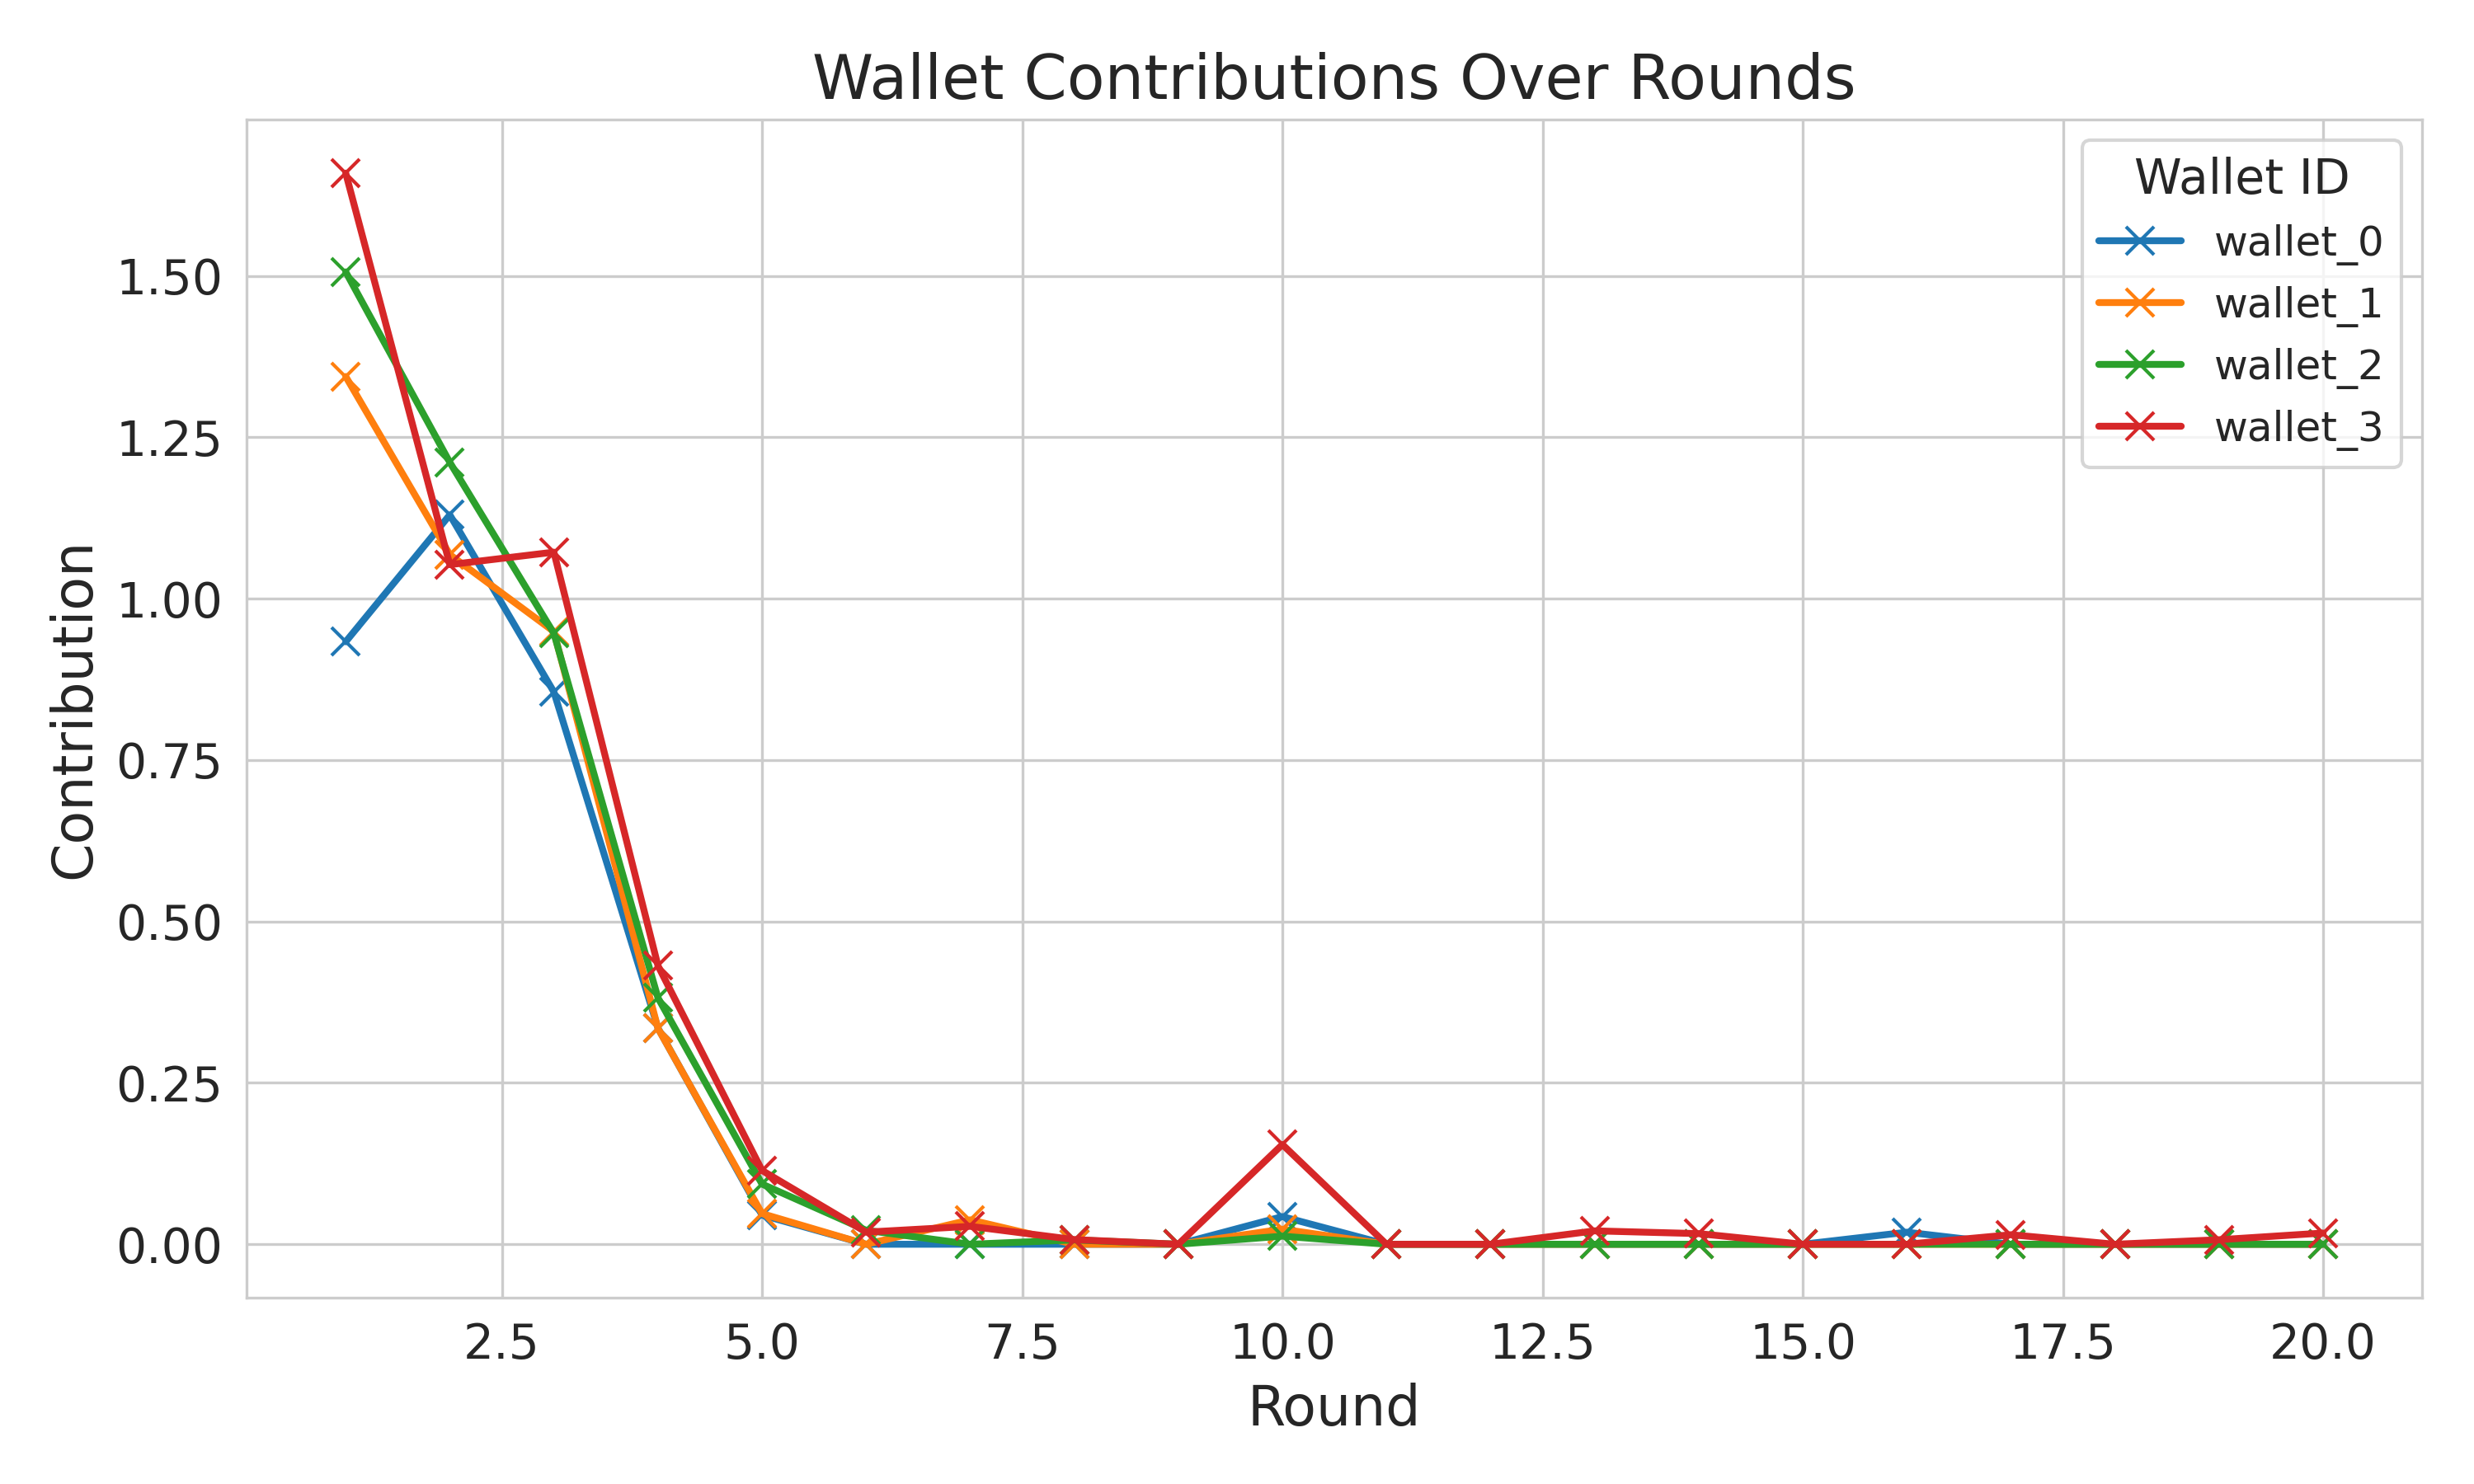 Wallet Contributions Over Rounds
Wallet ID
wallet_0
wallet_1
wallet_2
wallet_3
Contribution
1.50
1.25
1.00
0.75
0.50
0.25
0.00
2.5 5.0 7.5 10.0 12.5 15.0 17.5 20.0
Round